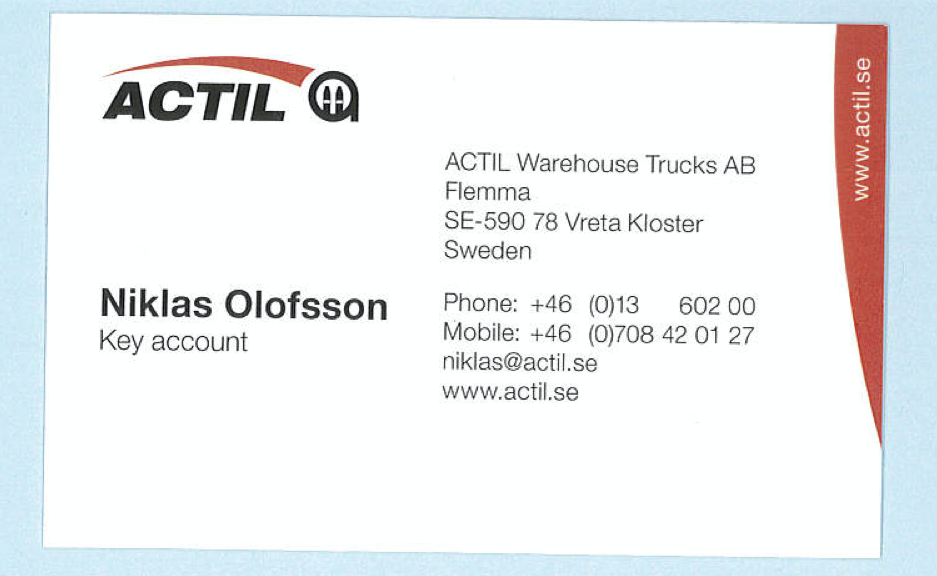 ACTIL
www.actil.se
ACTIL Warehouse Trucks AB
Flemma
SE-590 78 Vreta Kloster
Sweden
Niklas Olofsson
Key account
Phone: +46 (0)13 602 00
Mobile: +46 (0)708 42 01 27
niklas@actil.se
www.actil.se